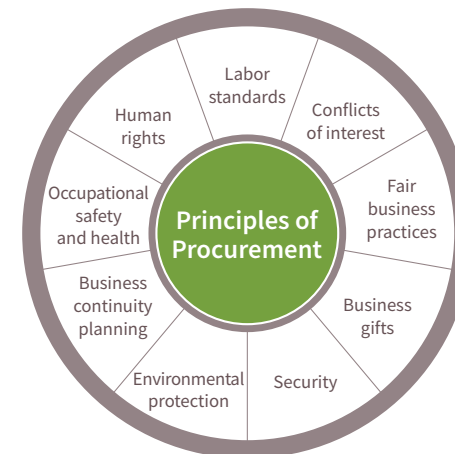 Labor
standards
Conflicts
of interest
Fair
business
practices
Business
gifts
Security
Environmental
protection
Business
continuity
planning
Occupational
safety
and health
Human
rights
Principles of
Procurement